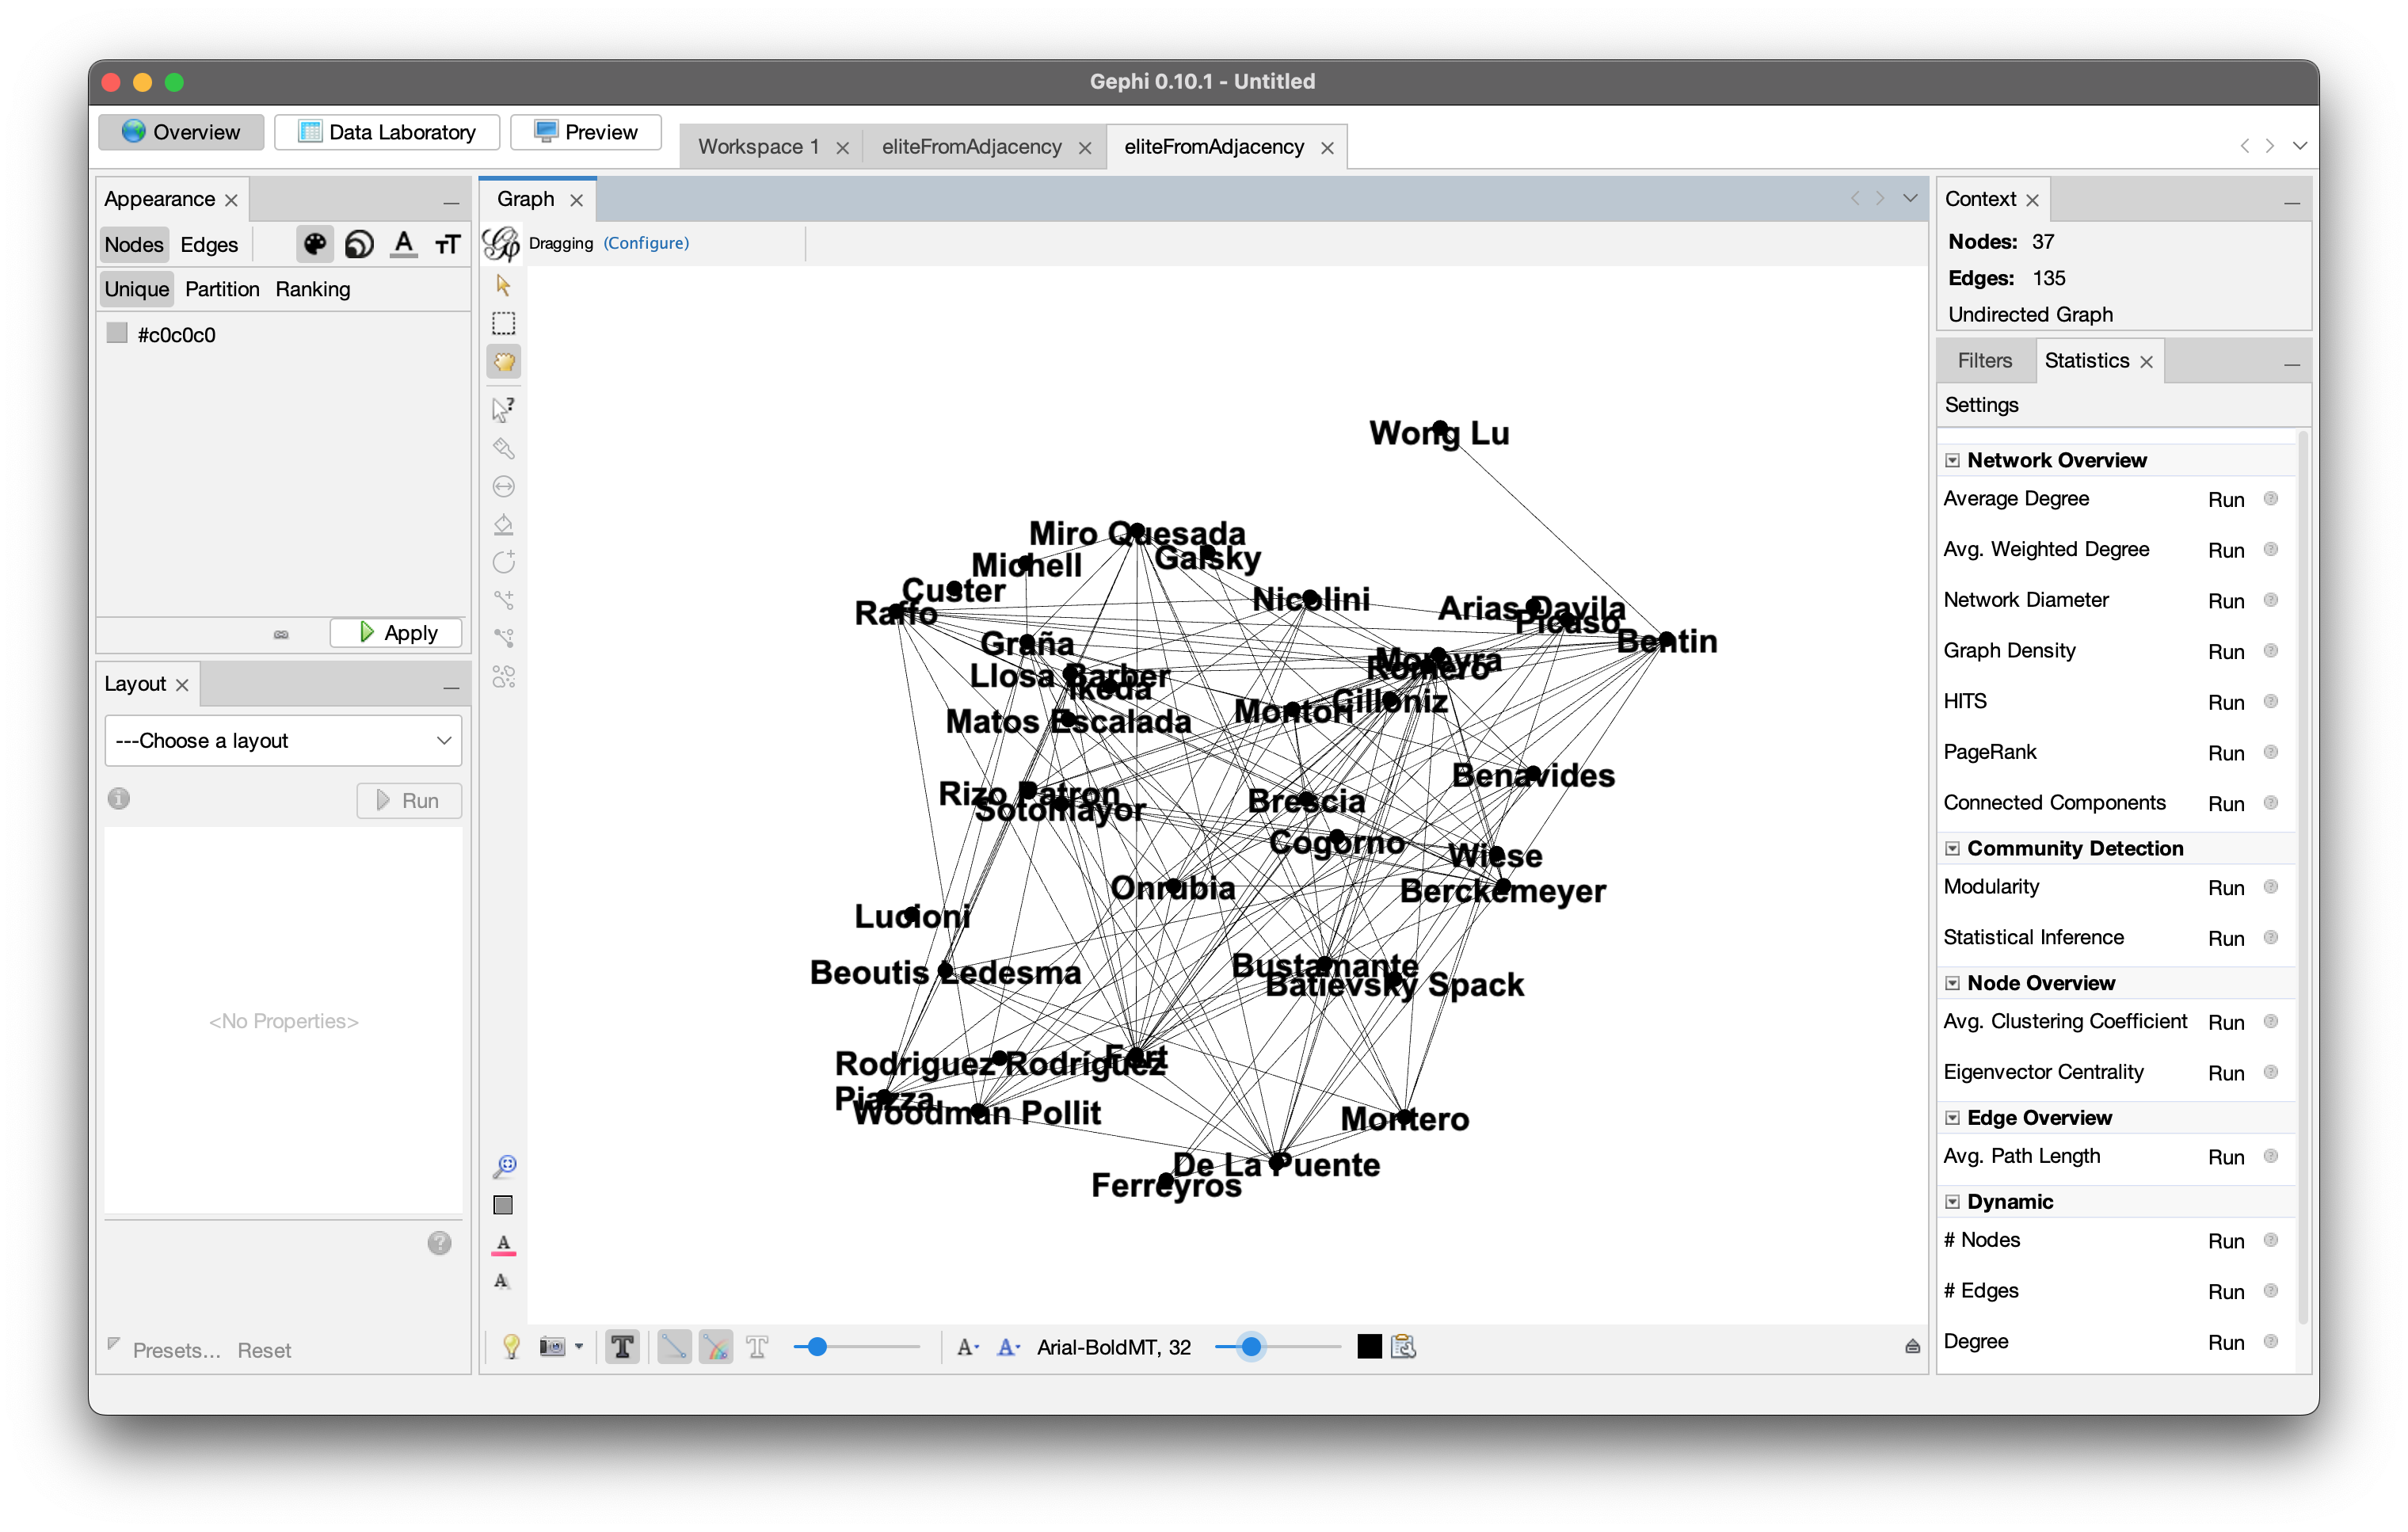 Gephi 0.10.1 - Untitled
Overview
Data Laboratory
Preview
Workspace 1
eliteFromAdjacency
eliteFromAdjacency
Appearance
Nodes
Edges
Unique
Partition
Ranking
#c0c0c0
Apply
Layout
---Choose a layout
Run
<No Properties>
Presets...
Reset
Graph
Dragging
(Configure)
Wong Lu
Miro Quesada
Galsky
Michell
Custer
Raffo
Nicolini
Arias Davila
Picaso
Bentin
Graña
Moreyra
Romero
Llosa Barber
Ikeda
Gilloniz
Montori
Matos Escalada
Benavides
Rizo Patron
Sotomayor
Brescia
Cogorno
Wiese
Onrubia
Berckemeyer
Lucioni
Beoutis Ledesma
Bustamante
Batievsky Spack
Rodriguez Rodríguez
Fort
Piazza
Woodman Pollit
Montero
De La Puente
Ferreyros
Arial-BoldMT, 32
Context
Nodes: 37
Edges: 135
Undirected Graph
Filters
Statistics
Settings
Network Overview
Average Degree Run
Avg. Weighted Degree Run
Network Diameter Run
Graph Density Run
HITS Run
PageRank Run
Connected Components Run
Community Detection
Modularity Run
Statistical Inference Run
Node Overview
Avg. Clustering Coefficient Run
Eigenvector Centrality Run
Edge Overview
Avg. Path Length Run
Dynamic
# Nodes Run
# Edges Run
Degree Run